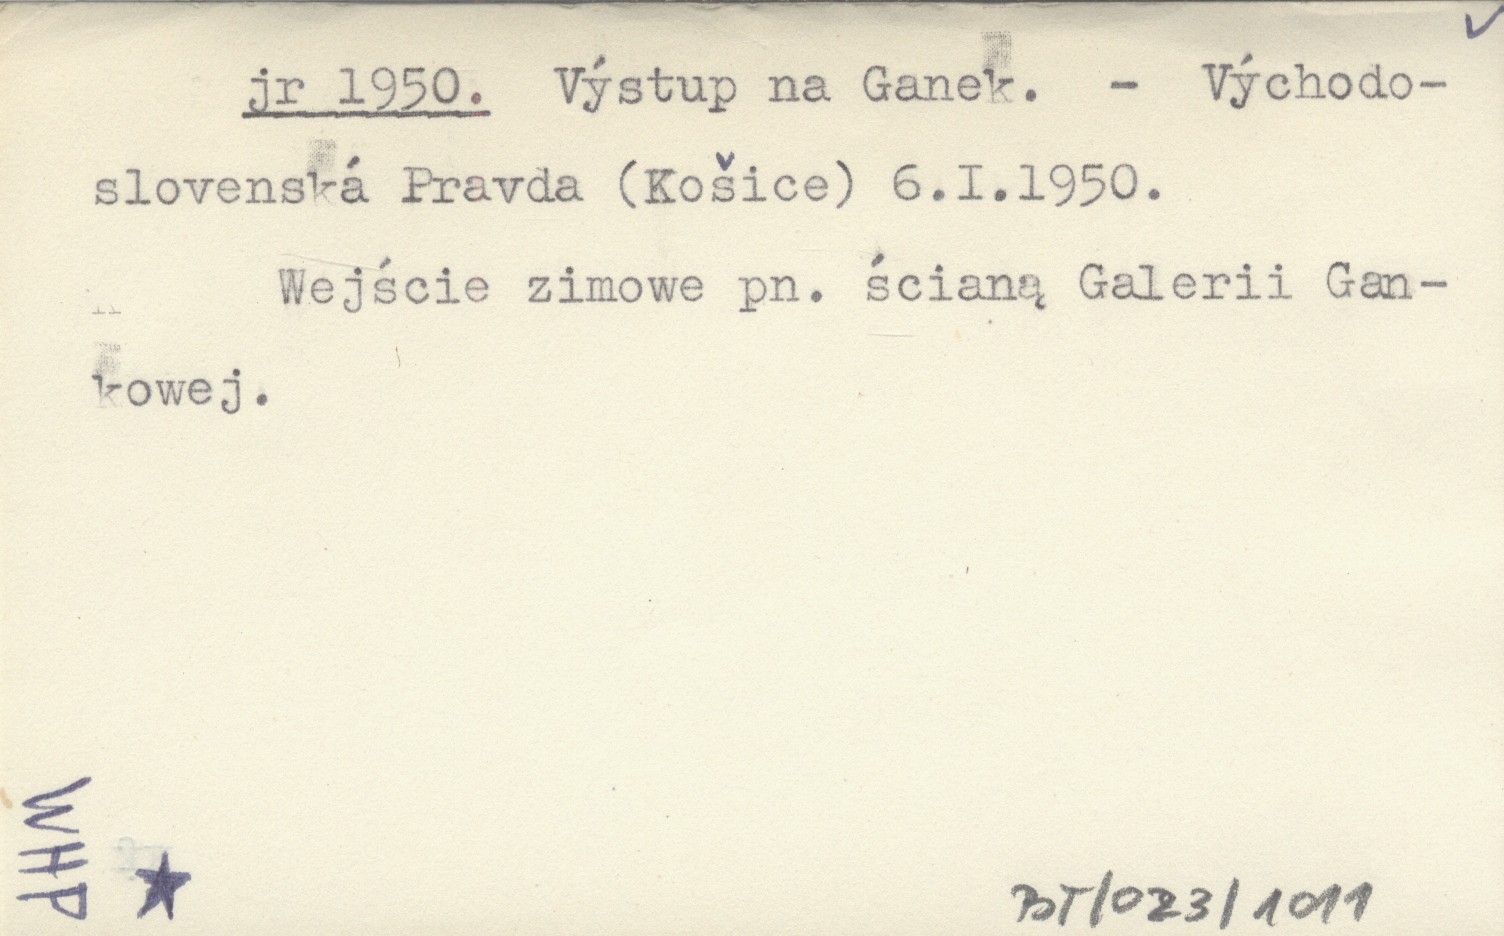 jr 1950. Výstup na Ganek. - Východo-
slovenská Pravda (Košice) 6.I.1950.
Wejście zimowe pn. ścianą Galerii Gan-
kowej.
WHP
BT/023/1011